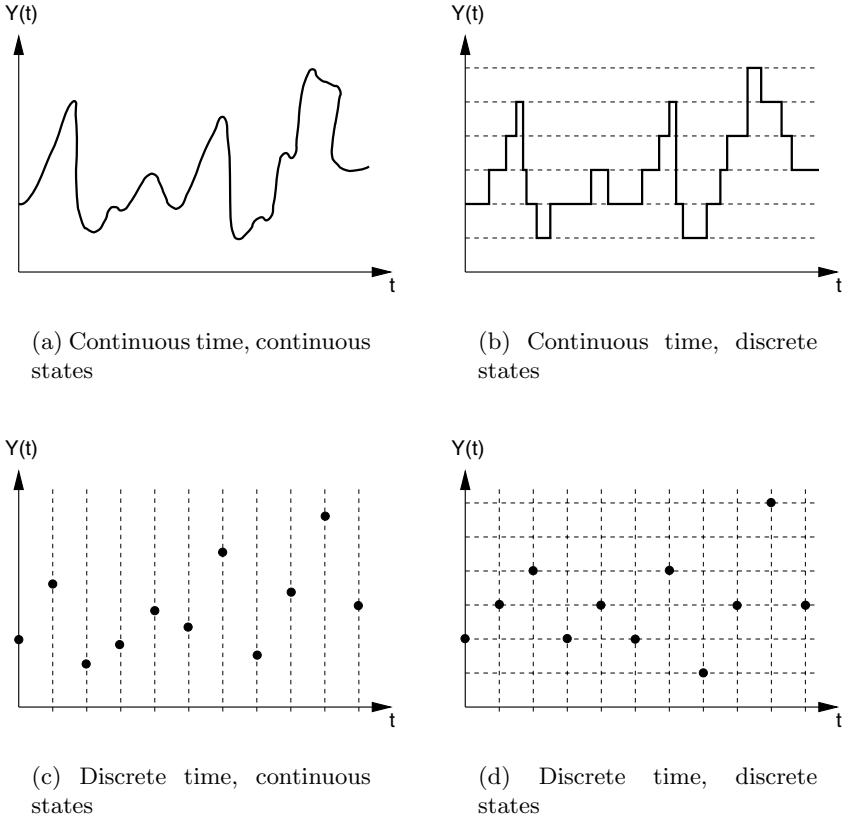 Y(t)
t
(a) Continuous time, continuous
states
Y(t)
t
(b) Continuous time, discrete
states
Y(t)
t
(c) Discrete time, continuous
states
Y(t)
t
(d) Discrete time, discrete
states